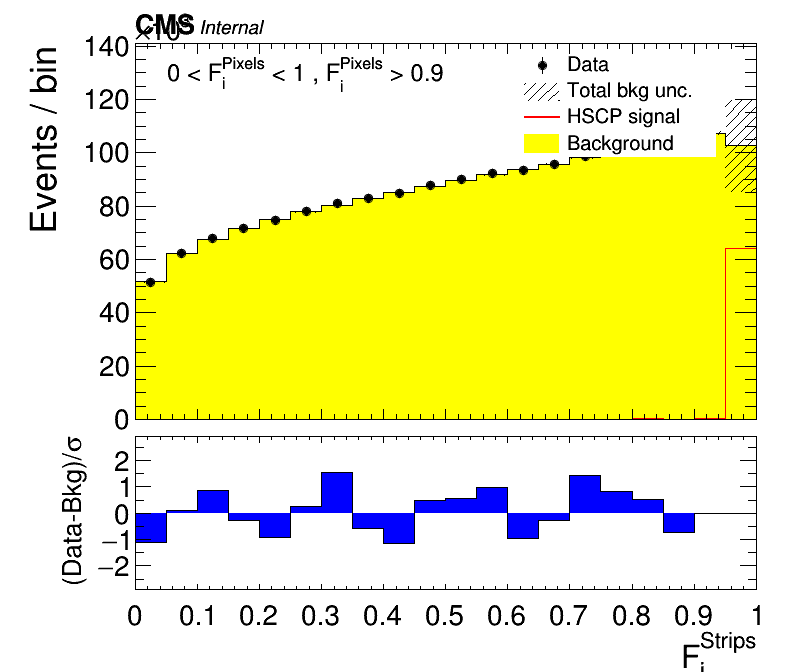 CMS Internal
×10³
0 < F_i^Pixels < 1 , F_i^Pixels > 0.9
Data
Total bkg unc.
HSCP signal
Background
Events / bin
140
120
100
80
60
40
20
0
(Data-Bkg)/σ
2
1
0
−1
−2
0 0.1 0.2 0.3 0.4 0.5 0.6 0.7 0.8 0.9 1
F_i^Strips